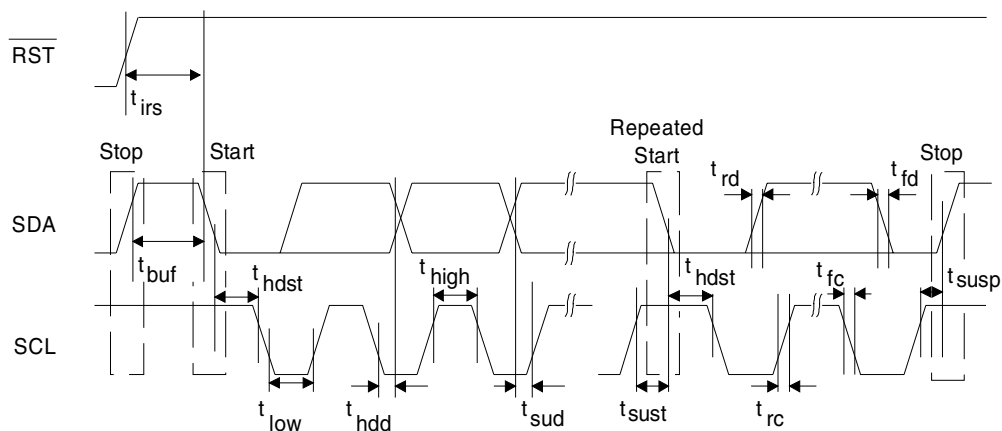 RST
t irs
Repeated
Stop Start Start Stop
t rd t fd
SDA
t buf t hdst t high t hdst t fc t susp
SCL
t low t hdd t sud t sust t rc